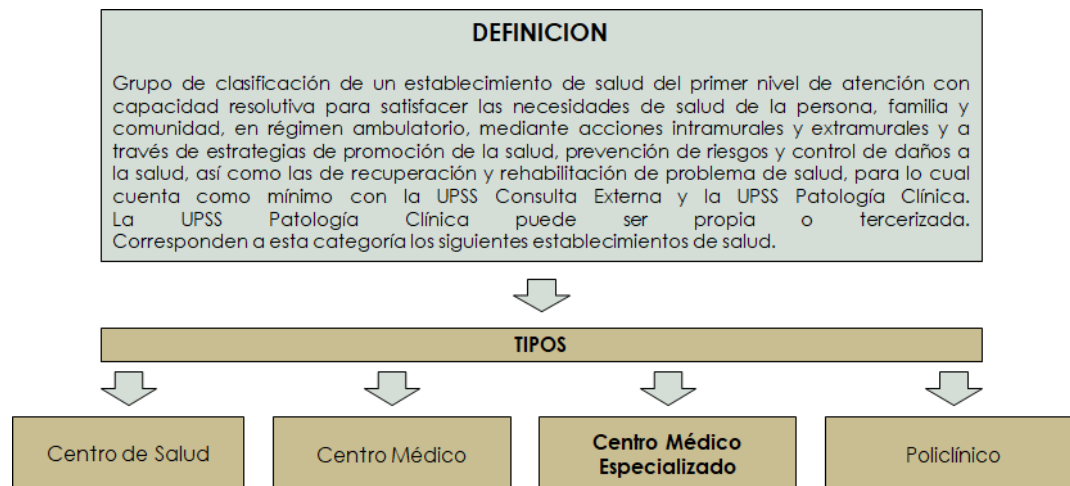 DEFINICION
Grupo de clasificación de un establecimiento de salud del primer nivel de atención con
capacidad resolutiva para satisfacer las necesidades de salud de la persona, familia y
comunidad, en régimen ambulatorio, mediante acciones intramurales y extramurales y a
través de estrategias de promoción de la salud, prevención de riesgos y control de daños a
la salud, así como las de recuperación y rehabilitación de problema de salud, para lo cual
cuenta como mínimo con la UPSS Consulta Externa y la UPSS Patología Clínica.
La UPSS Patología Clínica puede ser propia o tercerizada.
Corresponden a esta categoría los siguientes establecimientos de salud.
TIPOS
Centro de Salud
Centro Médico
Centro Médico
Especializado
Policlínico